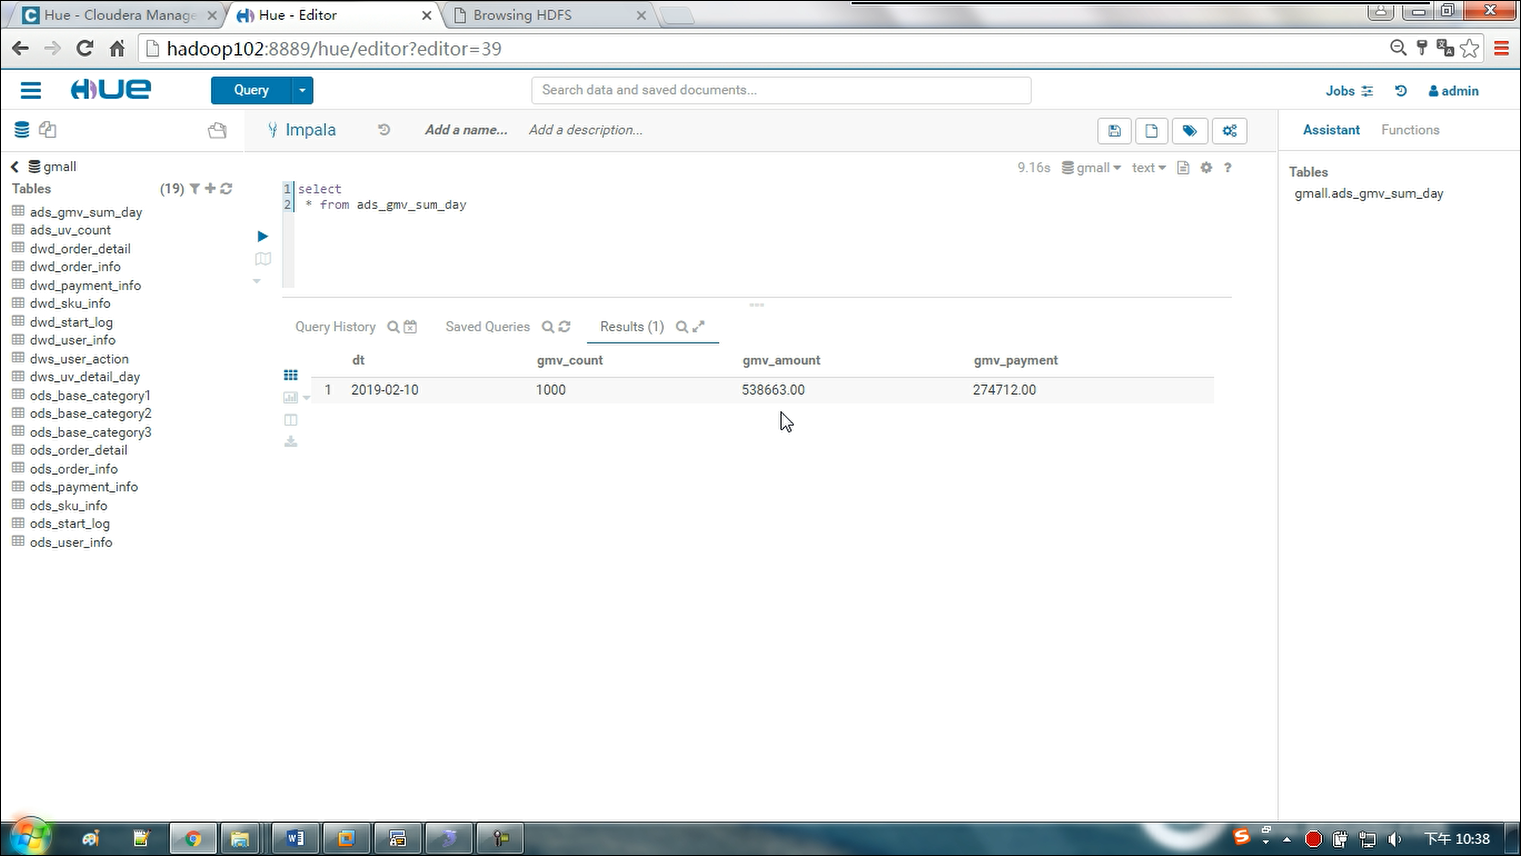 Hue - Cloudera Manage
Hue - Editor
Browsing HDFS
hadoop102:8889/hue/editor?editor=39
HUE
Query
Search data and saved documents...
Jobs
admin
Impala
Add a name...
Add a description...
Assistant
Functions
gmall
Tables
(19)
ads_gmv_sum_day
ads_uv_count
dwd_order_detail
dwd_order_info
dwd_payment_info
dwd_sku_info
dwd_start_log
dwd_user_info
dws_user_action
dws_uv_detail_day
ods_base_category1
ods_base_category2
ods_base_category3
ods_order_detail
ods_order_info
ods_payment_info
ods_sku_info
ods_start_log
ods_user_info
9.16s
gmall
text
?
1 select
2 * from ads_gmv_sum_day
Query History
Saved Queries
Results (1)
dt gmv_count gmv_amount gmv_payment
1 2019-02-10 1000 538663.00 274712.00
Tables
gmall.ads_gmv_sum_day
下午 10:38